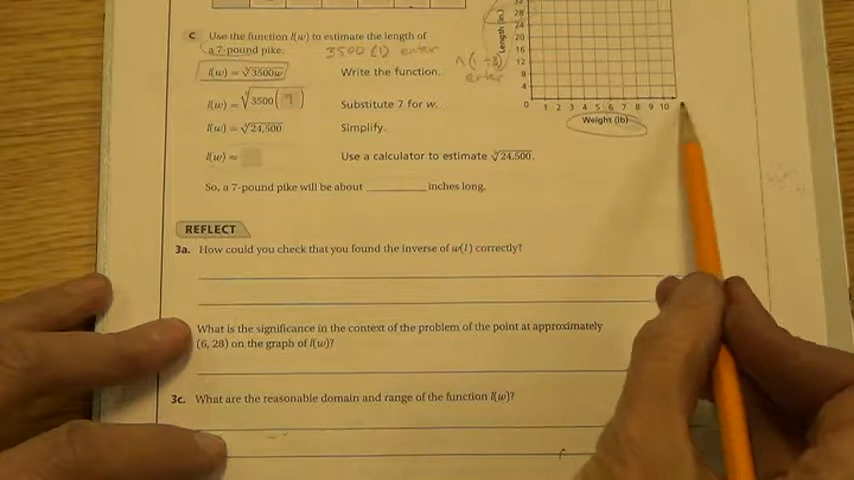 32
28
24
20
16
12
8
4
Length (in.)
0 1 2 3 4 5 6 7 8 9 10
Weight (lb)
C Use the function l(w) to estimate the length of
a 7-pound pike. 3500 (1) enter
^(1÷3)
enter
l(w) = ∛3500w Write the function.
l(w) = ∛3500(7) Substitute 7 for w.
l(w) = ∛24,500 Simplify.
l(w) ≈ Use a calculator to estimate ∛24,500.
So, a 7-pound pike will be about ________ inches long.
REFLECT
3a. How could you check that you found the inverse of w(l) correctly?
What is the significance in the context of the problem of the point at approximately
(6, 28) on the graph of l(w)?
3c. What are the reasonable domain and range of the function l(w)?